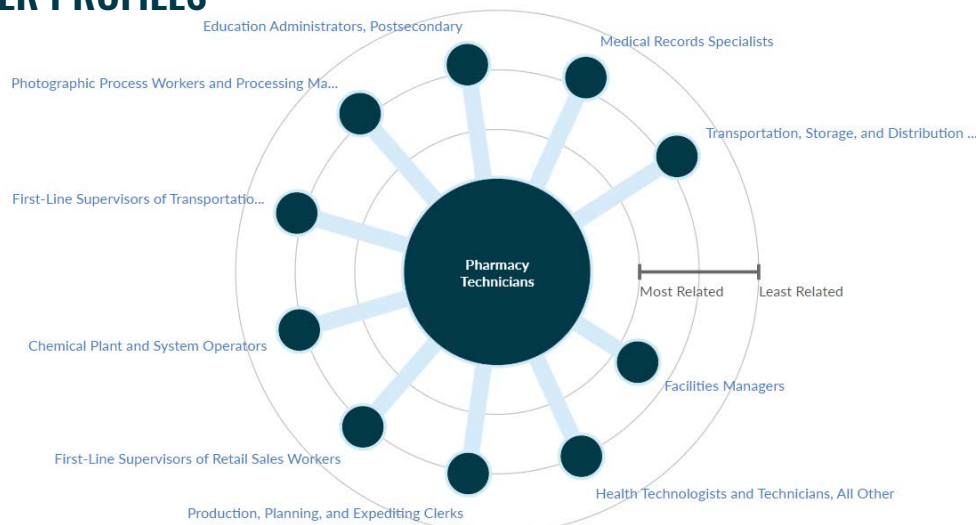 ER PROFILES
Education Administrators, Postsecondary
Medical Records Specialists
Photographic Process Workers and Processing Ma...
Transportation, Storage, and Distribution ...
First-Line Supervisors of Transportatio...
Pharmacy
Technicians
Most Related
Least Related
Chemical Plant and System Operators
Facilities Managers
First-Line Supervisors of Retail Sales Workers
Health Technologists and Technicians, All Other
Production, Planning, and Expediting Clerks